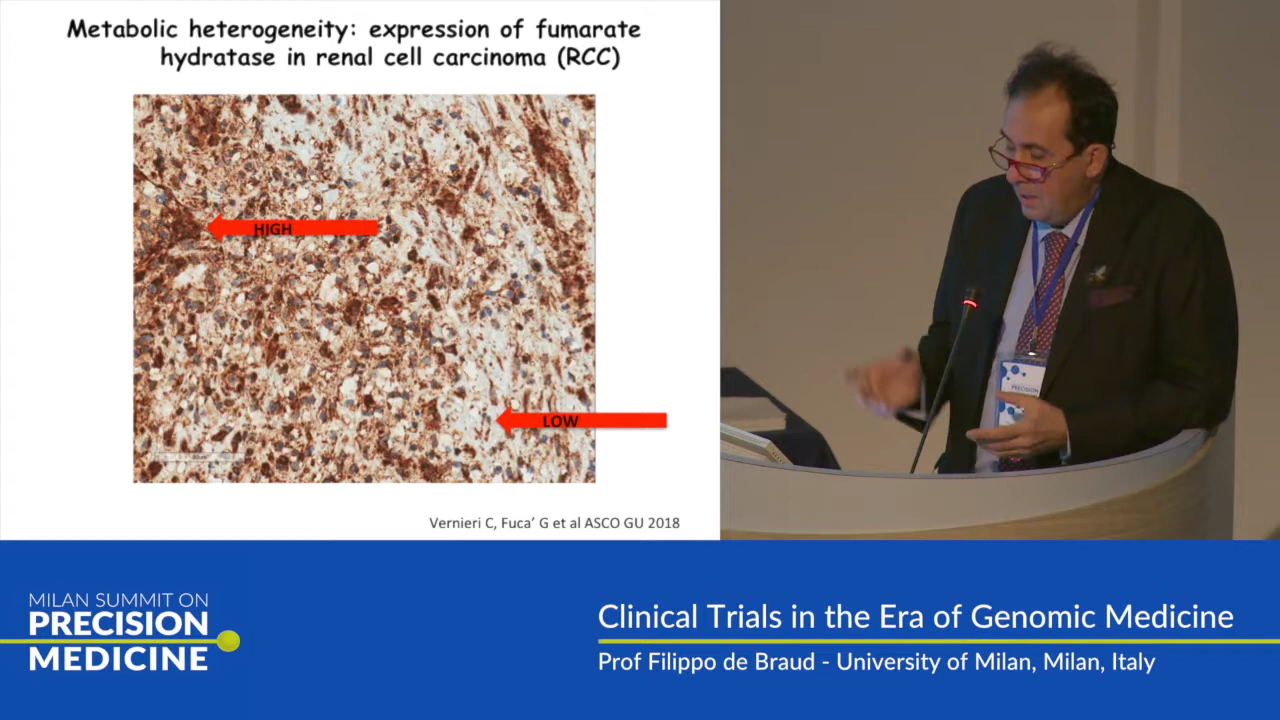 Metabolic heterogeneity: expression of fumarate
hydratase in renal cell carcinoma (RCC)
HIGH
LOW
Vernieri C, Fuca' G et al ASCO GU 2018
PRECISION
MILAN SUMMIT ON
PRECISION
MEDICINE
Clinical Trials in the Era of Genomic Medicine
Prof Filippo de Braud - University of Milan, Milan, Italy